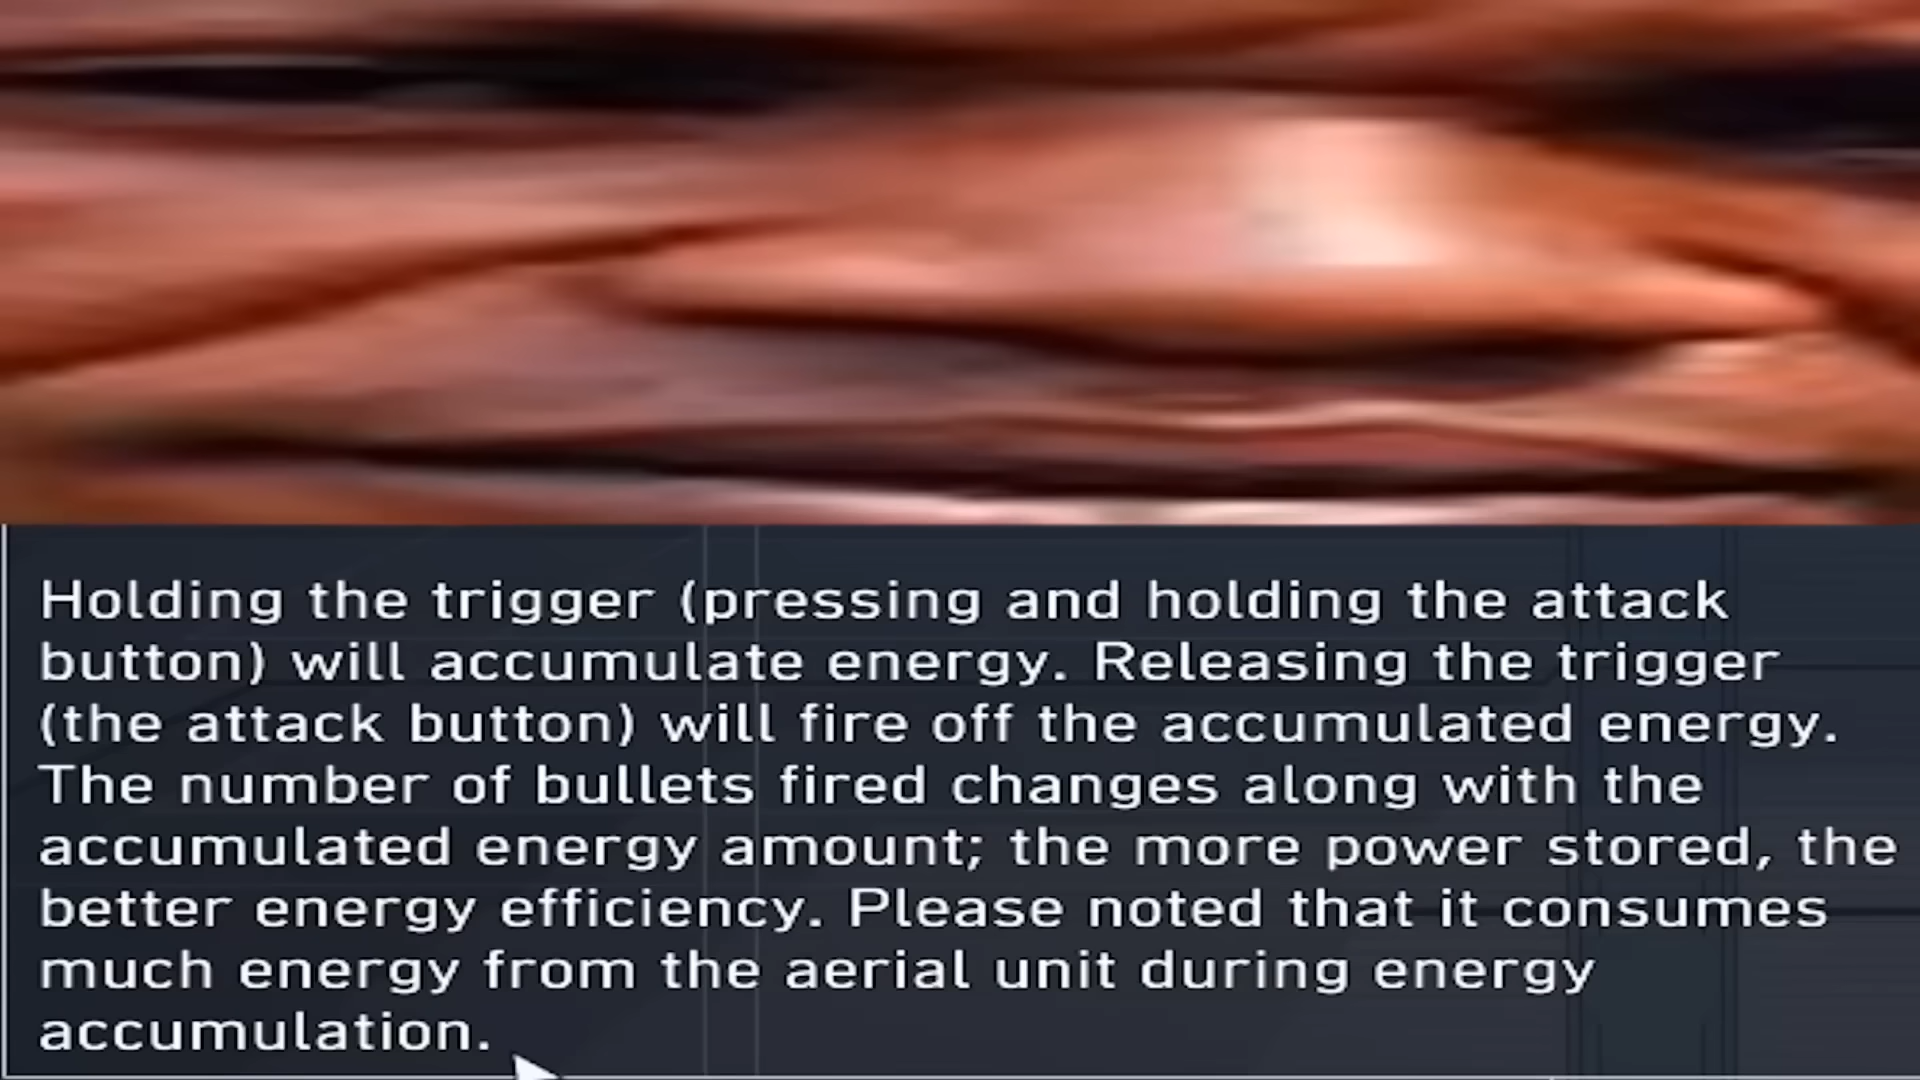 Holding the trigger (pressing and holding the attack
button) will accumulate energy. Releasing the trigger
(the attack button) will fire off the accumulated energy.
The number of bullets fired changes along with the
accumulated energy amount; the more power stored, the
better energy efficiency. Please noted that it consumes
much energy from the aerial unit during energy
accumulation.